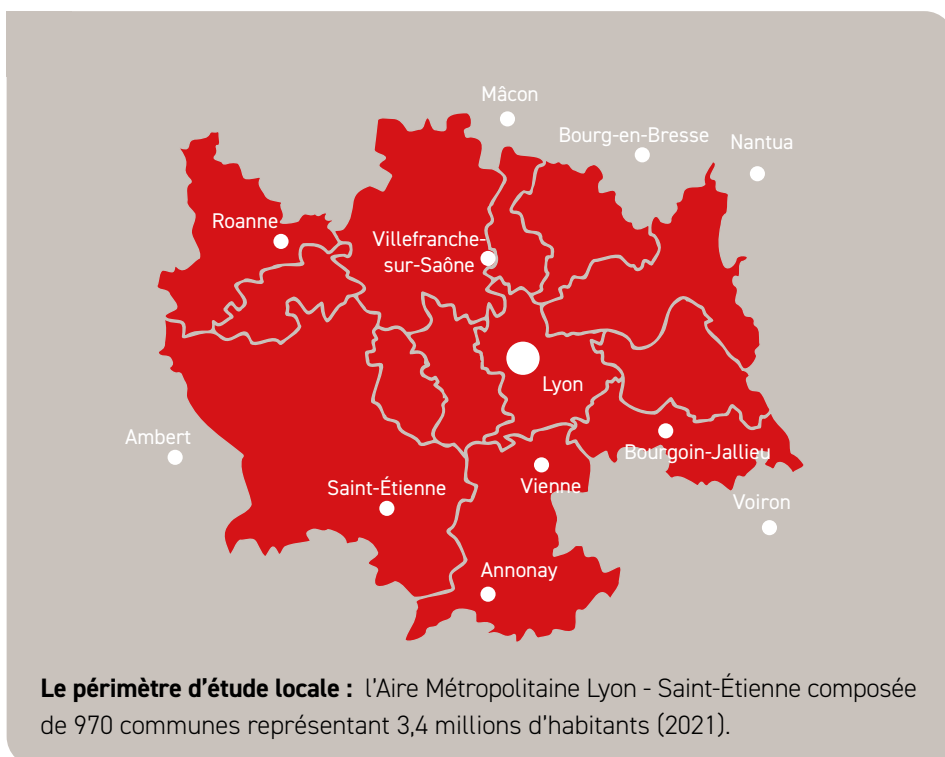 Mâcon
Bourg-en-Bresse
Nantua
Roanne
Villefranche-
sur-Saône
Lyon
Ambert
Bourgoin-Jallieu
Saint-Étienne
Vienne
Voiron
Annonay
Le périmètre d'étude locale : l'Aire Métropolitaine Lyon - Saint-Étienne composée
de 970 communes représentant 3,4 millions d'habitants (2021).